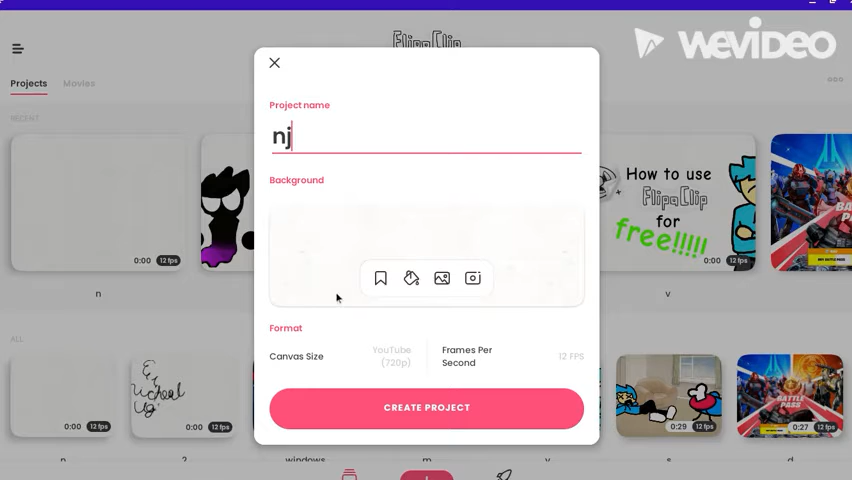 FlipaClip
WEVIDEO
Projects
Movies
RECENT
Project name
nj
Background
How to use
FlipaClip
for
free!!!!!
0:00 12 fps
0:00 12 fps
n
v
Format
Canvas Size
YouTube
(720p)
Frames Per
Second
12 FPS
CREATE PROJECT
ALL
0:00 12 fps
0:00 12 fps
0:29 12 fps
BATTLE
PASS
0:27 12 fps
n
?
windows
m
v
s
d